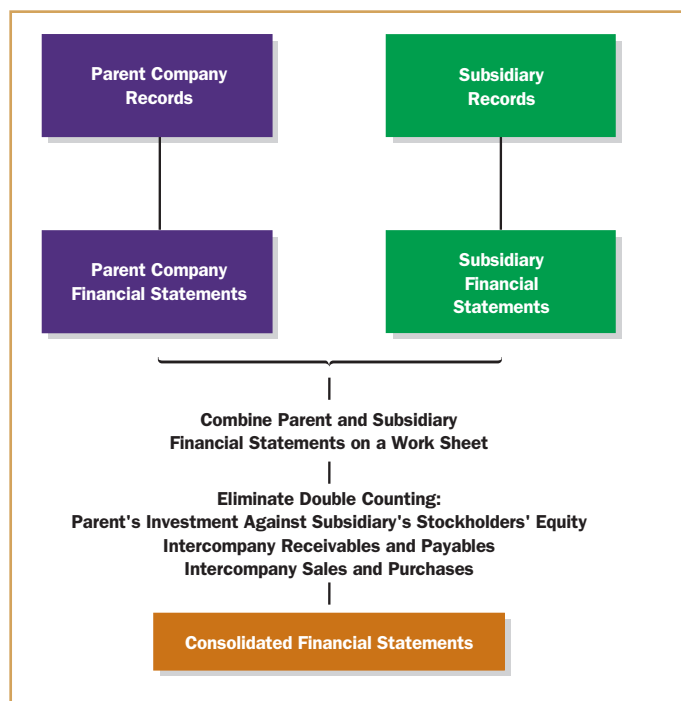 Parent Company
Records
Subsidiary
Records
Parent Company
Financial Statements
Subsidiary
Financial
Statements
Combine Parent and Subsidiary
Financial Statements on a Work Sheet
Eliminate Double Counting:
Parent's Investment Against Subsidiary's Stockholders' Equity
Intercompany Receivables and Payables
Intercompany Sales and Purchases
Consolidated Financial Statements